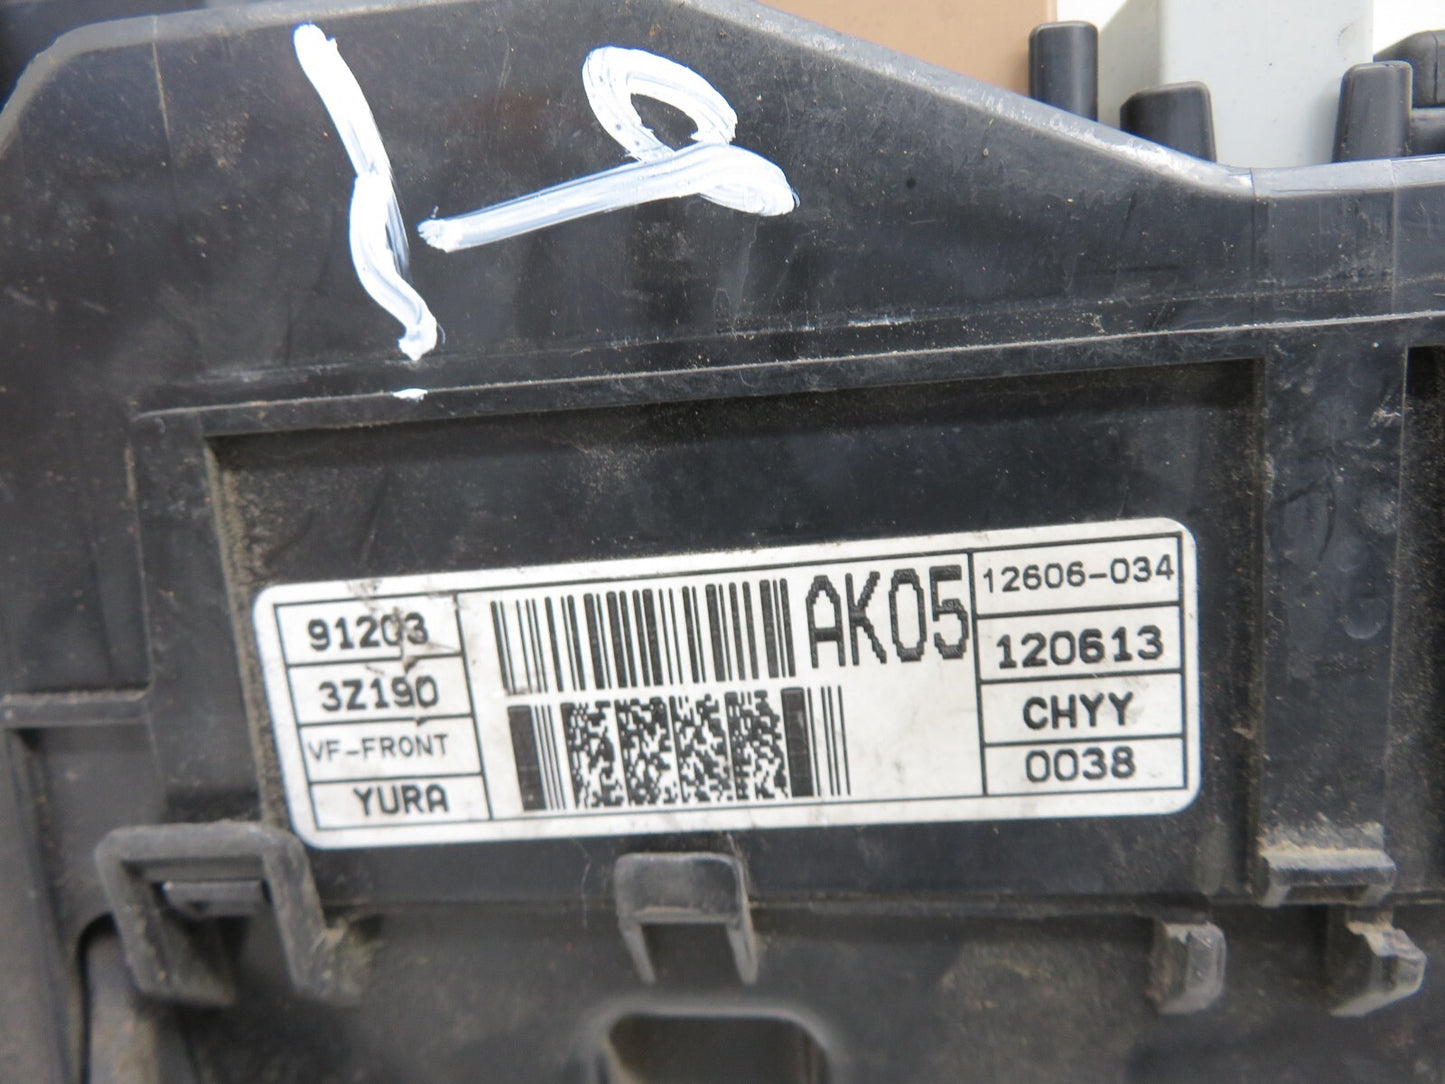 91203
3Z190
VF-FRONT
YURA
AK05
12606-034
120613
CHYY
0038